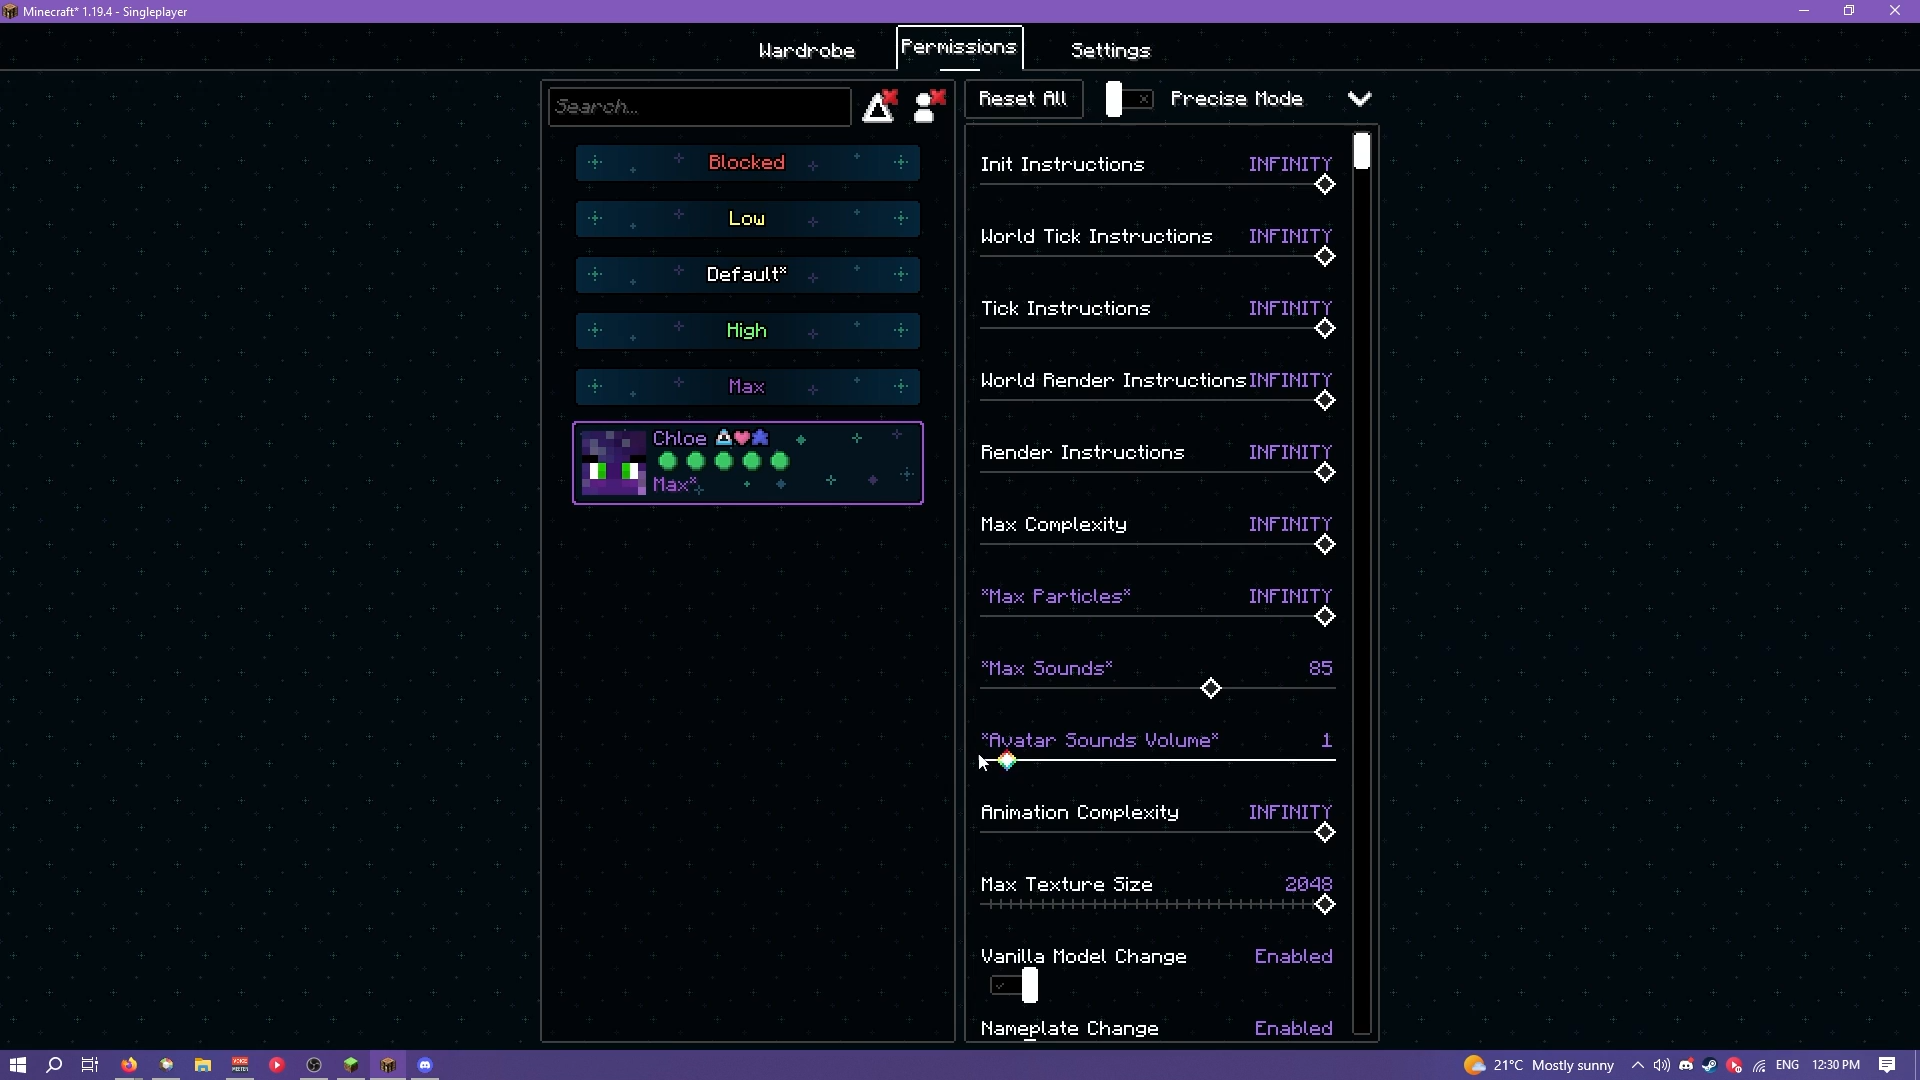 Minecraft* 1.19.4 - Singleplayer
Wardrobe
Permissions
Settings
Search...
Reset All
Precise Mode
Blocked
Low
Default*
High
Max
Chloe
Max*
Init Instructions INFINITY
World Tick Instructions INFINITY
Tick Instructions INFINITY
World Render Instructions INFINITY
Render Instructions INFINITY
Max Complexity INFINITY
*Max Particles* INFINITY
*Max Sounds* 85
*Avatar Sounds Volume* 1
Animation Complexity INFINITY
Max Texture Size 2048
Vanilla Model Change Enabled
Nameplate Change Enabled
VOICE
MEETER
21°C Mostly sunny
ENG
12:30 PM